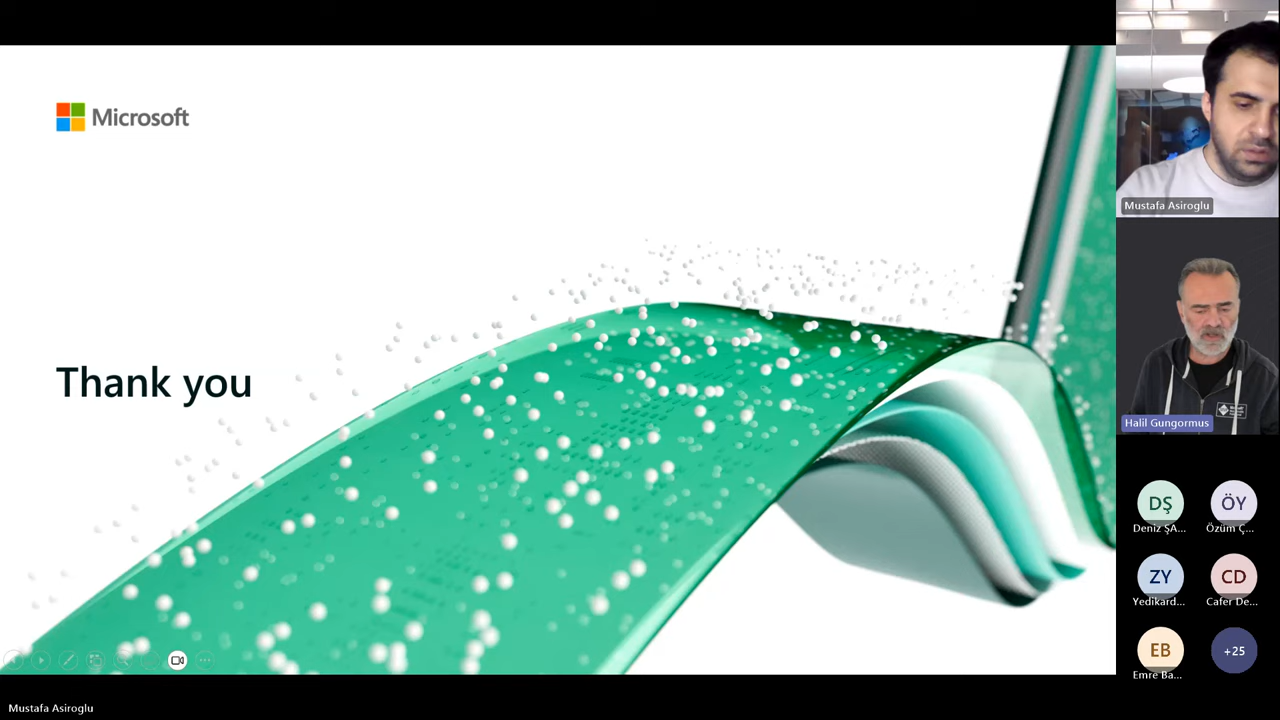 Microsoft
Thank you
Mustafa Asiroglu
Halil Gungormus
DŞ
Deniz ŞA...
ÖY
Özüm Ç...
ZY
Yedikard...
CD
Cafer De...
EB
Emre Ba...
+25
Mustafa Asiroglu